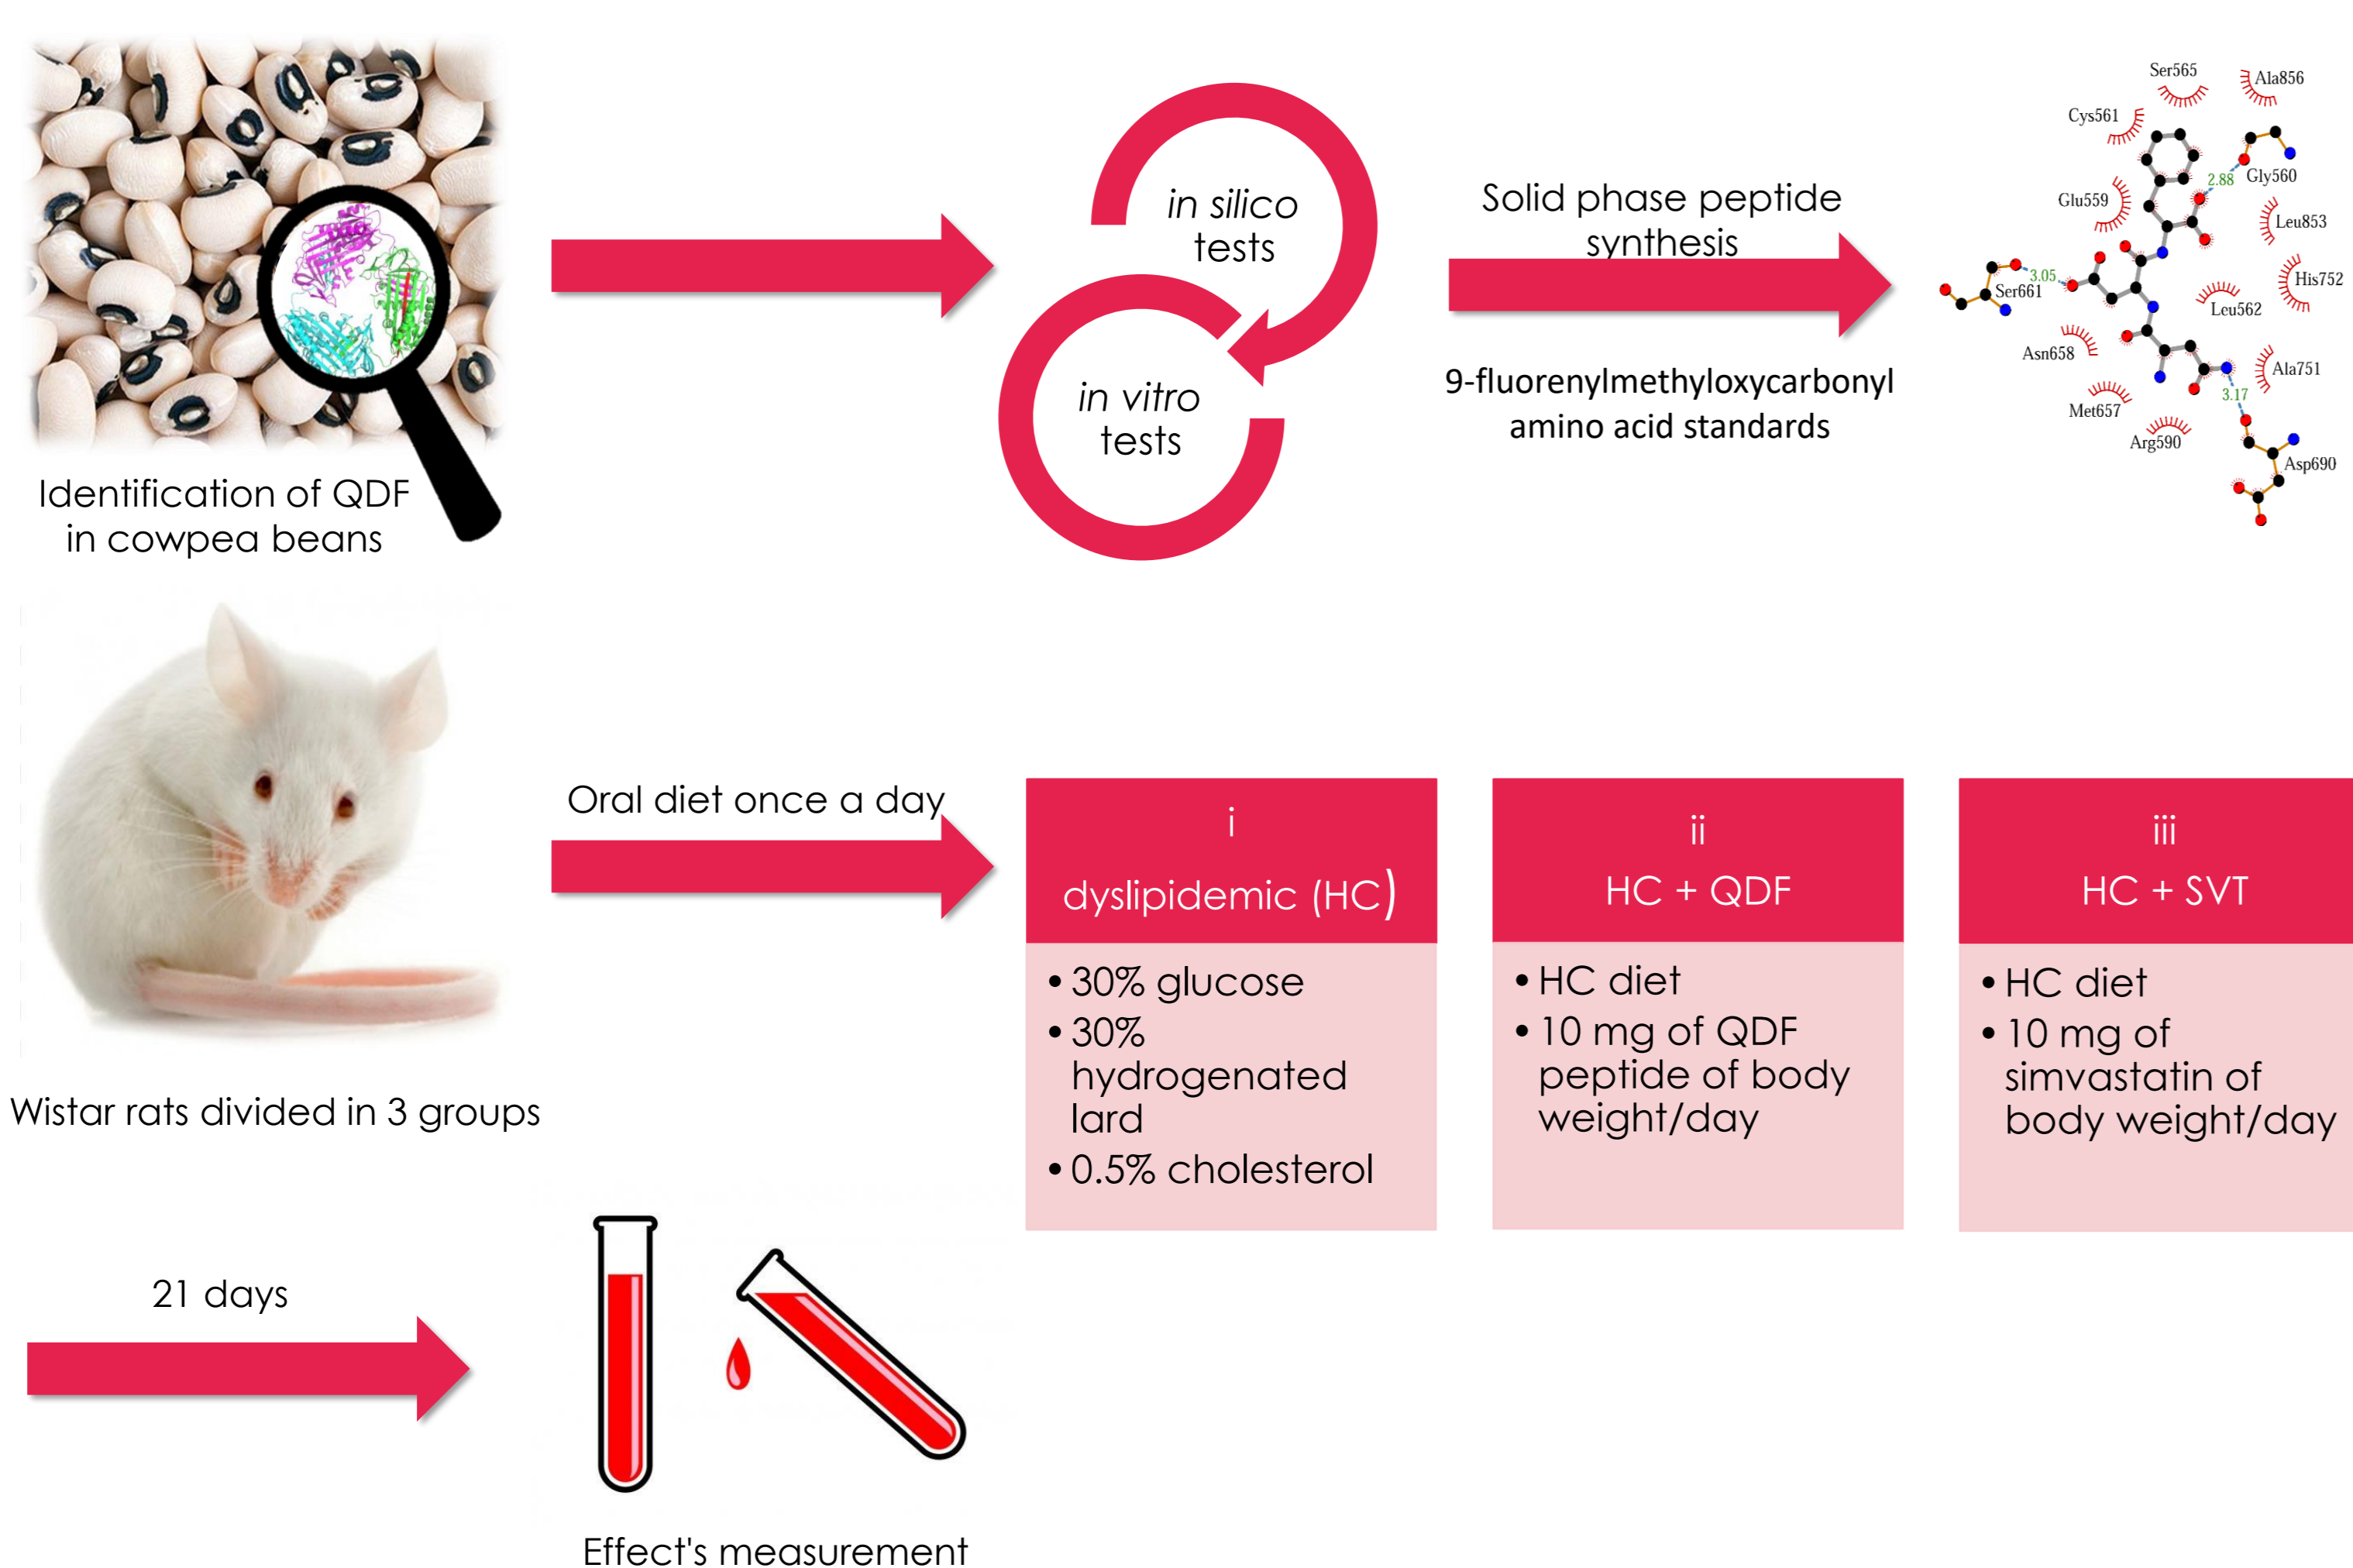 in silico
tests
in vitro
tests
Solid phase peptide
synthesis
9-fluorenylmethyloxycarbonyl
amino acid standards
Ser565
Ala856
Cys561
Gly560
2.88
Glu559
Leu853
His752
3.05
Ser661
Leu562
Asn658
Ala751
3.17
Met657
Arg590
Asp690
Identification of QDF
in cowpea beans
Wistar rats divided in 3 groups
Oral diet once a day
i
dyslipidemic (HC)
• 30% glucose
• 30%
hydrogenated
lard
• 0.5% cholesterol
ii
HC + QDF
• HC diet
• 10 mg of QDF
peptide of body
weight/day
iii
HC + SVT
• HC diet
• 10 mg of
simvastatin of
body weight/day
21 days
Effect's measurement